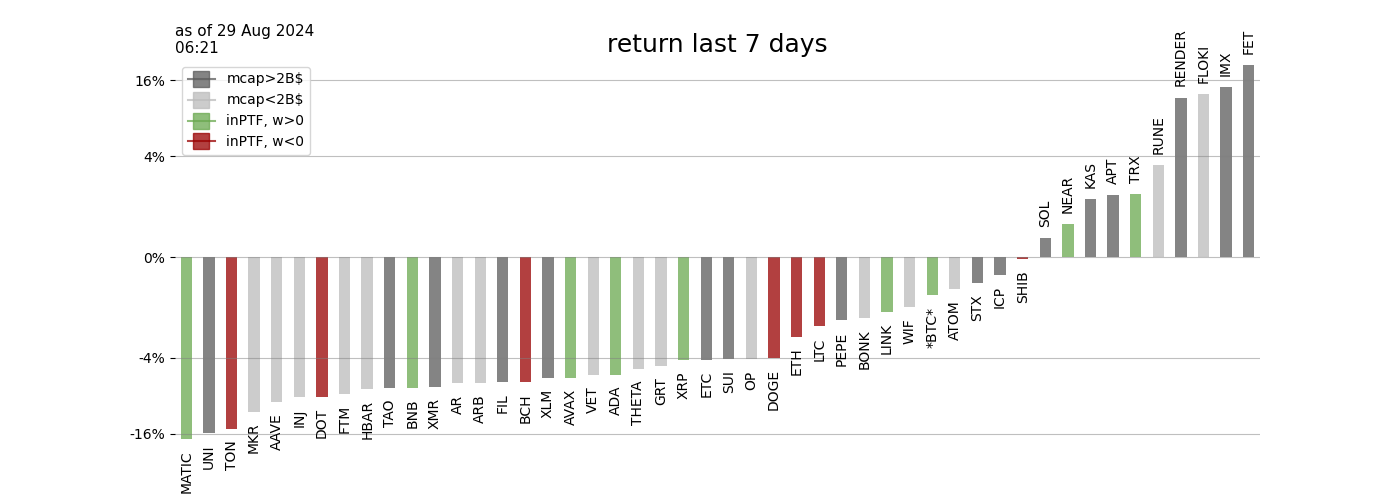 as of 29 Aug 2024
06:21
return last 7 days
mcap>2B$
mcap<2B$
inPTF, w>0
inPTF, w<0
16%
4%
0%
-4%
-16%
MATIC
UNI
TON
MKR
AAVE
INJ
DOT
FTM
HBAR
TAO
BNB
XMR
AR
ARB
FIL
BCH
XLM
AVAX
VET
ADA
THETA
GRT
XRP
ETC
SUI
OP
DOGE
ETH
LTC
PEPE
BONK
LINK
WIF
*BTC*
ATOM
STX
ICP
SHIB
SOL
NEAR
KAS
APT
TRX
RUNE
RENDER
FLOKI
IMX
FET